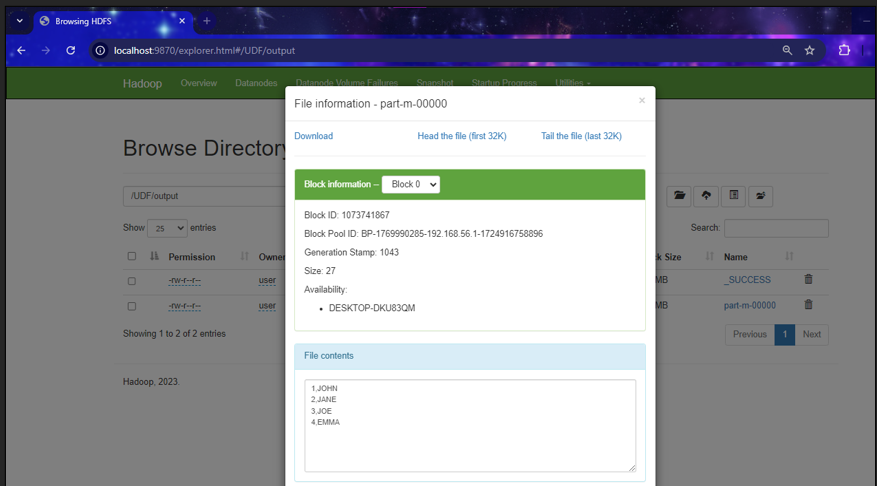 Browsing HDFS
localhost:9870/explorer.html#/UDF/output
Hadoop Overview Datanodes Datanode Volume Failures Snapshot Startup Progress Utilities
File information - part-m-00000 ×
Download Head the file (first 32K) Tail the file (last 32K)
Browse Directory
Block information -- Block 0
/UDF/output
Block ID: 1073741867
Block Pool ID: BP-1769990285-192.168.56.1-1724916758896
Generation Stamp: 1043
Size: 27
Availability:
DESKTOP-DKU83QM
Show 25 entries Search:
Permission Owne k Size Name
-rw-r--r-- user MB _SUCCESS
-rw-r--r-- user MB part-m-00000
Showing 1 to 2 of 2 entries Previous 1 Next
File contents
1,JOHN
2,JANE
3,JOE
4,EMMA
Hadoop, 2023.